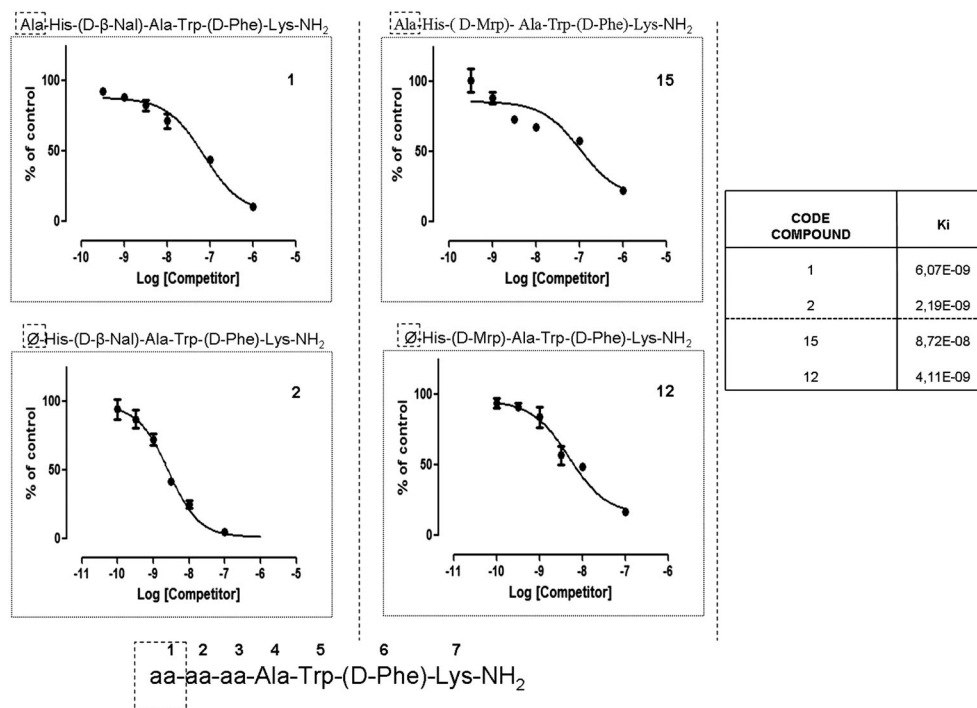 Ala-His-(D-β-Nal)-Ala-Trp-(D-Phe)-Lys-NH₂
1
% of control
100
50
0
-10 -9 -8 -7 -6 -5
Log [Competitor]
Ala-His-( D-Mrp)- Ala-Trp-(D-Phe)-Lys-NH₂
15
% of control
100
50
0
-10 -9 -8 -7 -6 -5
Log [Competitor]
Ø-His-(D-β-Nal)-Ala-Trp-(D-Phe)-Lys-NH₂
2
% of control
100
50
0
-11 -10 -9 -8 -7 -6 -5
Log [Competitor]
Ø-His-(D-Mrp)-Ala-Trp-(D-Phe)-Lys-NH₂
12
% of control
100
50
0
-11 -10 -9 -8 -7 -6
Log [Competitor]
CODE COMPOUND Ki
1 6,07E-09
2 2,19E-09
15 8,72E-08
12 4,11E-09
1 2 3 4 5 6 7
aa-aa-aa-Ala-Trp-(D-Phe)-Lys-NH₂